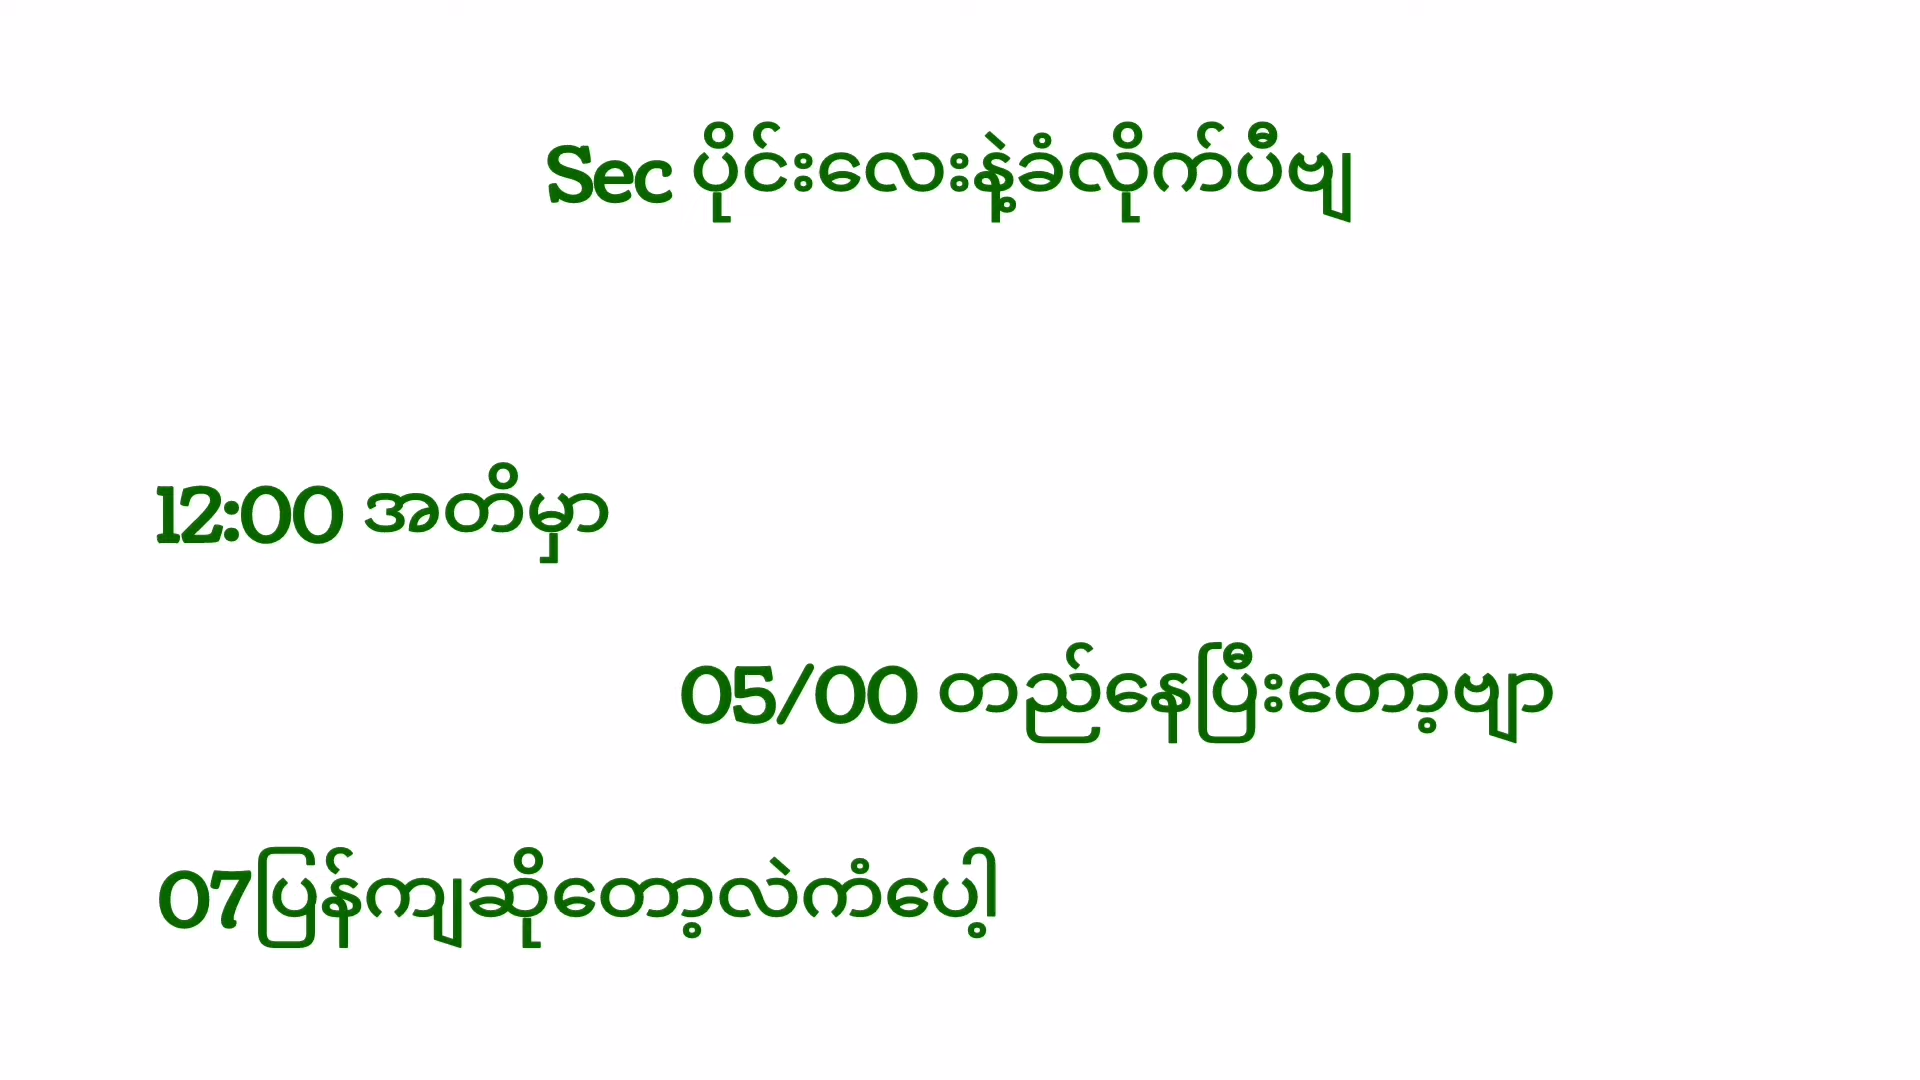 Sec ပိုင်းလေးနဲ့ခံလိုက်ပီဗျ
12:00 အတိမှာ
05/00 တည်နေပြီးတော့ဗျာ
07ပြန်ကျဆိုတော့လဲကံပေါ့